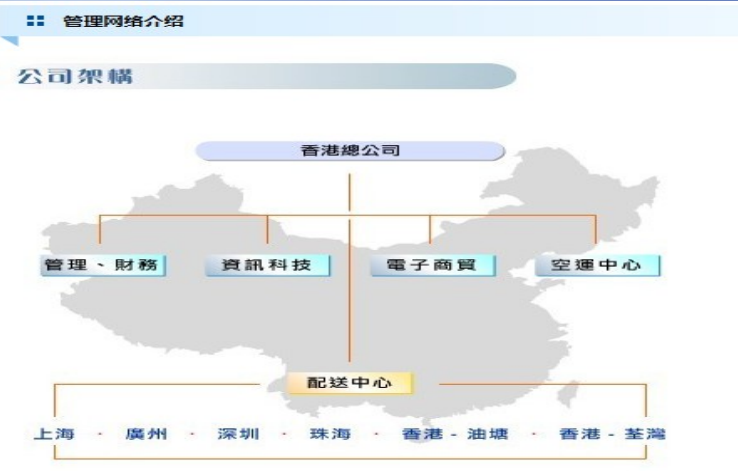 管理网络介绍
公司架構
香港總公司
管理、財務 資訊科技 電子商貿 空運中心
配送中心
上海 · 廣州 · 深圳 · 珠海 · 香港 - 油塘 · 香港 - 荃灣